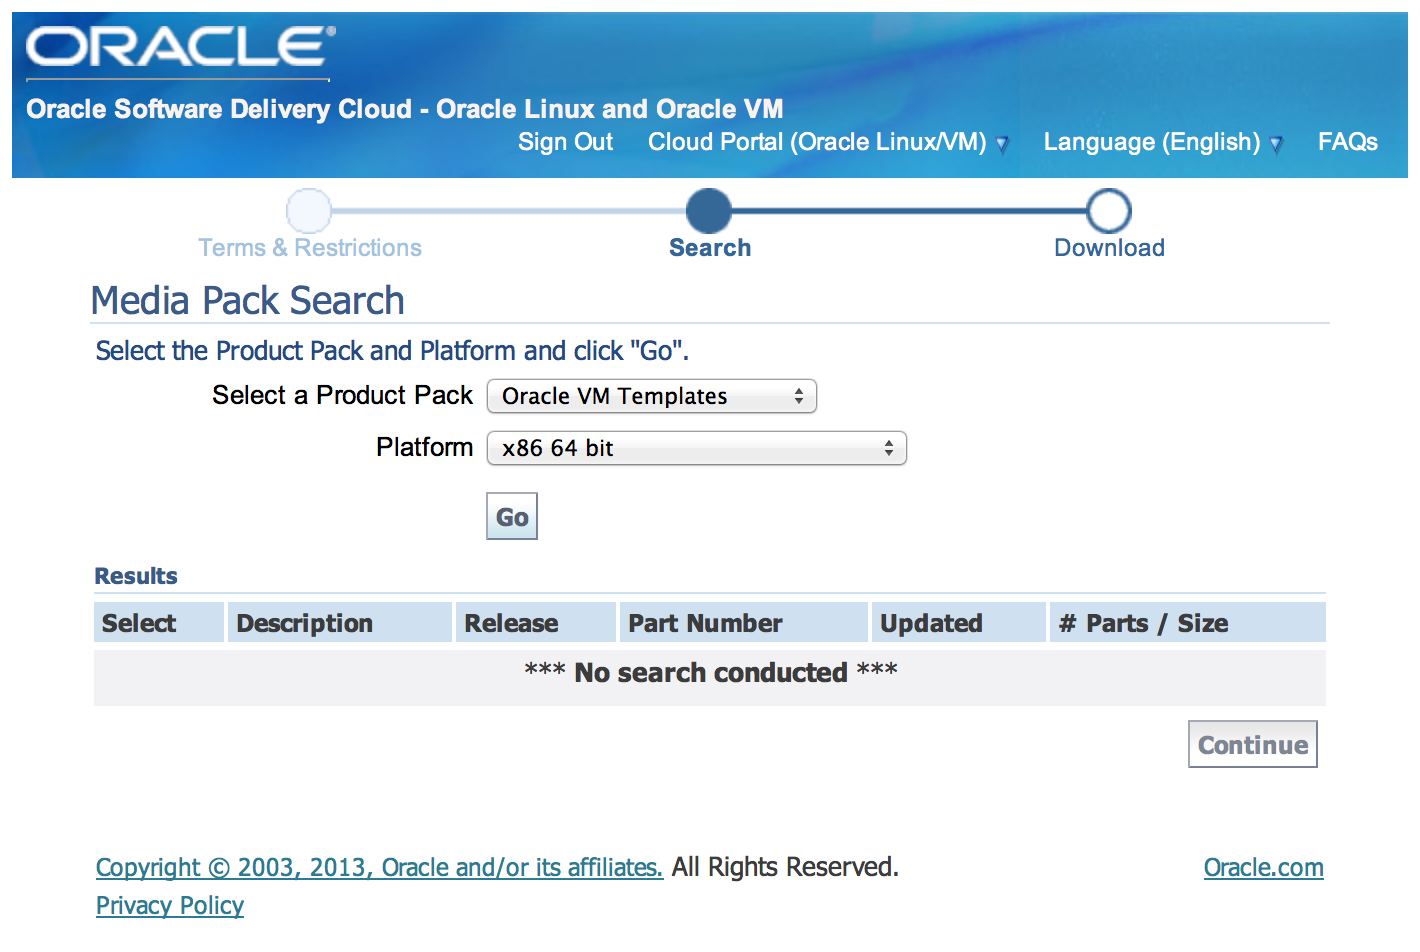 ORACLE®
Oracle Software Delivery Cloud - Oracle Linux and Oracle VM
Sign Out Cloud Portal (Oracle Linux/VM) Language (English) FAQs
Terms & Restrictions Search Download
Media Pack Search
Select the Product Pack and Platform and click "Go".
Select a Product Pack Oracle VM Templates
Platform x86 64 bit
Go
Results
Select Description Release Part Number Updated # Parts / Size
*** No search conducted ***
Continue
Copyright © 2003, 2013, Oracle and/or its affiliates. All Rights Reserved. Oracle.com
Privacy Policy